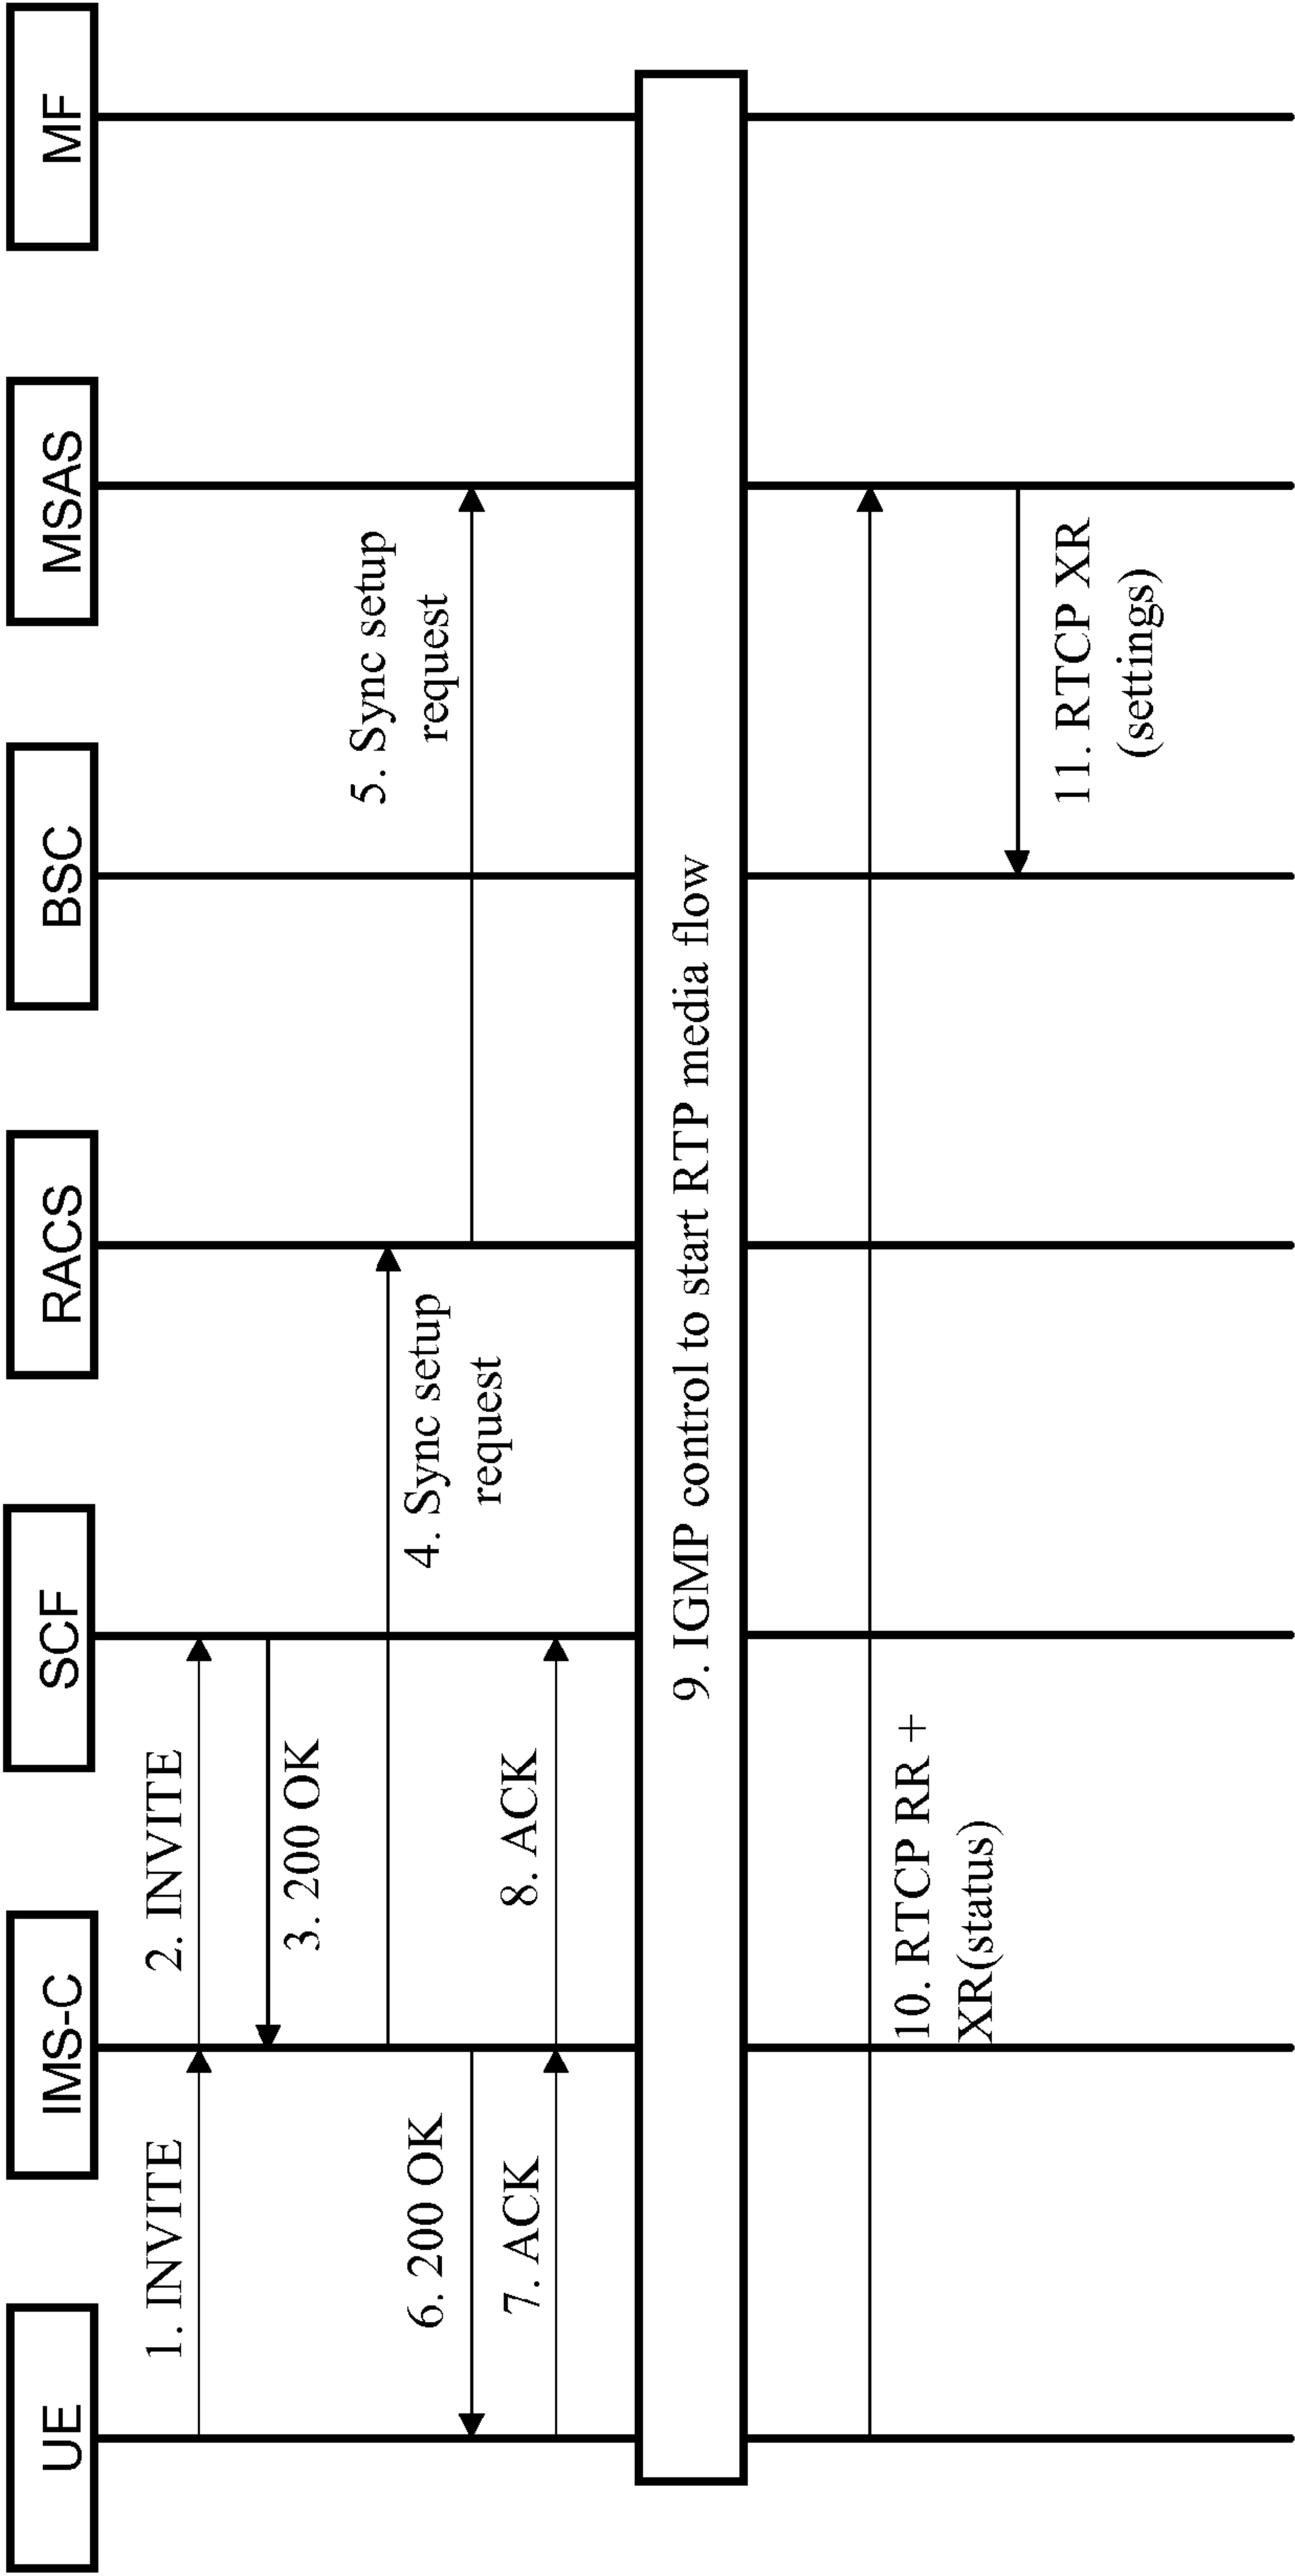 UE
IMS-C
SCF
RACS
BSC
MSAS
MF
1. INVITE
2. INVITE
3. 200 OK
4. Sync setup
request
5. Sync setup
request
6. 200 OK
7. ACK
8. ACK
9. IGMP control to start RTP media flow
10. RTCP RR +
XR(status)
11. RTCP XR
(settings)